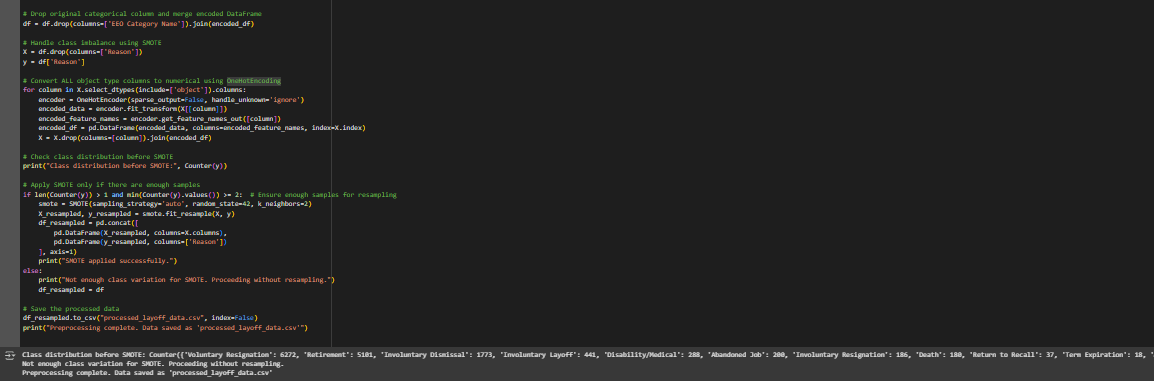 # Drop original categorical column and merge encoded DataFrame
df = df.drop(columns=['EEO Category Name']).join(encoded_df)
# Handle class imbalance using SMOTE
X = df.drop(columns=['Reason'])
y = df['Reason']
# Convert ALL object type columns to numerical using OneHotEncoding
for column in X.select_dtypes(include=['object']).columns:
    encoder = OneHotEncoder(sparse_output=False, handle_unknown='ignore')
    encoded_data = encoder.fit_transform(X[[column]])
    encoded_feature_names = encoder.get_feature_names_out([column])
    encoded_df = pd.DataFrame(encoded_data, columns=encoded_feature_names, index=X.index)
    X = X.drop(columns=[column]).join(encoded_df)
# Check class distribution before SMOTE
print("Class distribution before SMOTE:", Counter(y))
# Apply SMOTE only if there are enough samples
if len(Counter(y)) > 1 and min(Counter(y).values()) >= 2:  # Ensure enough samples for resampling
    smote = SMOTE(sampling_strategy='auto', random_state=42, k_neighbors=2)
    X_resampled, y_resampled = smote.fit_resample(X, y)
    df_resampled = pd.concat([
        pd.DataFrame(X_resampled, columns=X.columns),
        pd.DataFrame(y_resampled, columns=['Reason'])
    ], axis=1)
    print("SMOTE applied successfully.")
else:
    print("Not enough class variation for SMOTE. Proceeding without resampling.")
    df_resampled = df
# Save the processed data
df_resampled.to_csv("processed_layoff_data.csv", index=False)
print("Preprocessing complete. Data saved as 'processed_layoff_data.csv'")
Class distribution before SMOTE: Counter({'Voluntary Resignation': 6272, 'Retirement': 5101, 'Involuntary Dismissal': 1773, 'Involuntary Layoff': 441, 'Disability/Medical': 288, 'Abandoned Job': 200, 'Involuntary Resignation': 186, 'Death': 180, 'Return to Recall': 37, 'Term Expiration': 18,
Not enough class variation for SMOTE. Proceeding without resampling.
Preprocessing complete. Data saved as 'processed_layoff_data.csv'